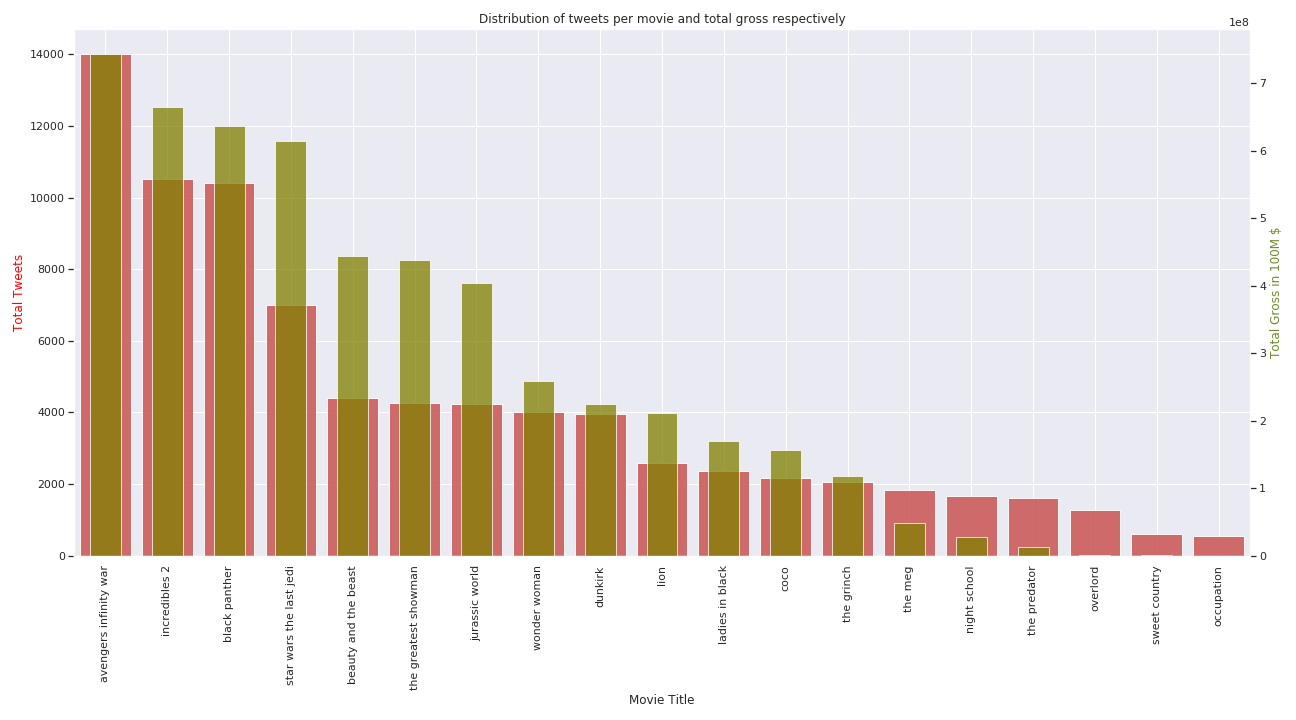 Distribution of tweets per movie and total gross respectively
1e8
14000
12000
10000
8000
6000
4000
2000
0
Total Tweets
7
6
5
4
3
2
1
0
Total Gross in 100M $
avengers infinity war
incredibles 2
black panther
star wars the last jedi
beauty and the beast
the greatest showman
jurassic world
wonder woman
dunkirk
lion
ladies in black
coco
the grinch
the meg
night school
the predator
overlord
sweet country
occupation
Movie Title